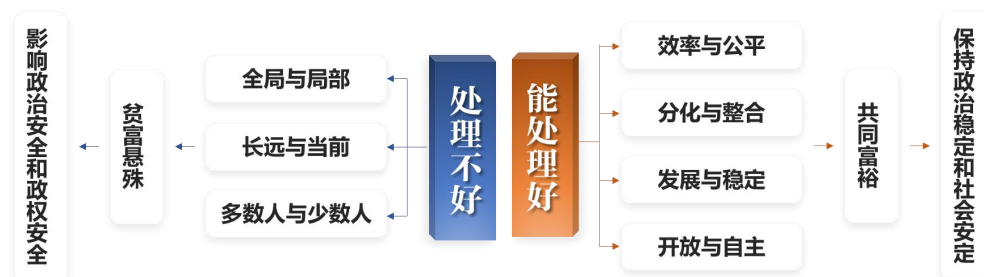 影响政治安全和政权安全
贫富悬殊
全局与局部
长远与当前
多数人与少数人
处理不好
能处理好
效率与公平
分化与整合
发展与稳定
开放与自主
共同富裕
保持政治稳定和社会安定